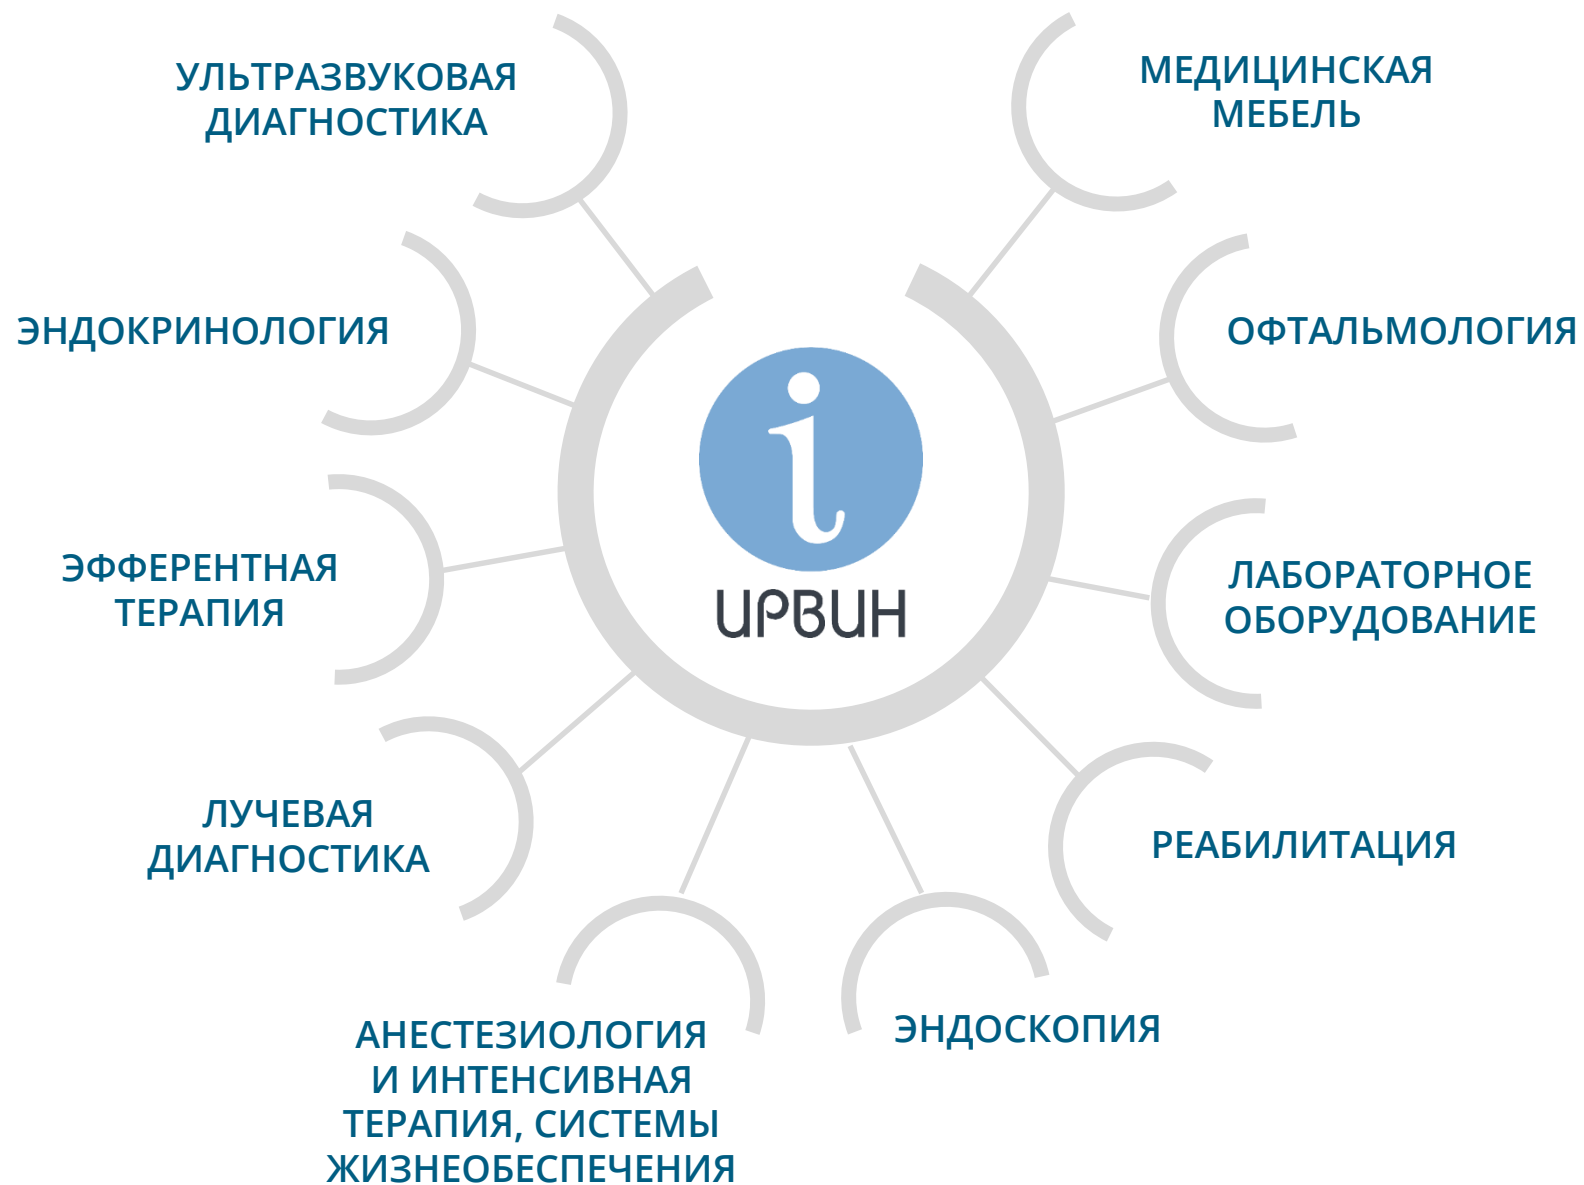 УЛЬТРАЗВУКОВАЯ
ДИАГНОСТИКА
МЕДИЦИНСКАЯ
МЕБЕЛЬ
ЭНДОКРИНОЛОГИЯ
ОФТАЛЬМОЛОГИЯ
i
ИРВИН
ЭФФЕРЕНТНАЯ
ТЕРАПИЯ
ЛАБОРАТОРНОЕ
ОБОРУДОВАНИЕ
ЛУЧЕВАЯ
ДИАГНОСТИКА
РЕАБИЛИТАЦИЯ
АНЕСТЕЗИОЛОГИЯ
И ИНТЕНСИВНАЯ
ТЕРАПИЯ, СИСТЕМЫ
ЖИЗНЕОБЕСПЕЧЕНИЯ
ЭНДОСКОПИЯ